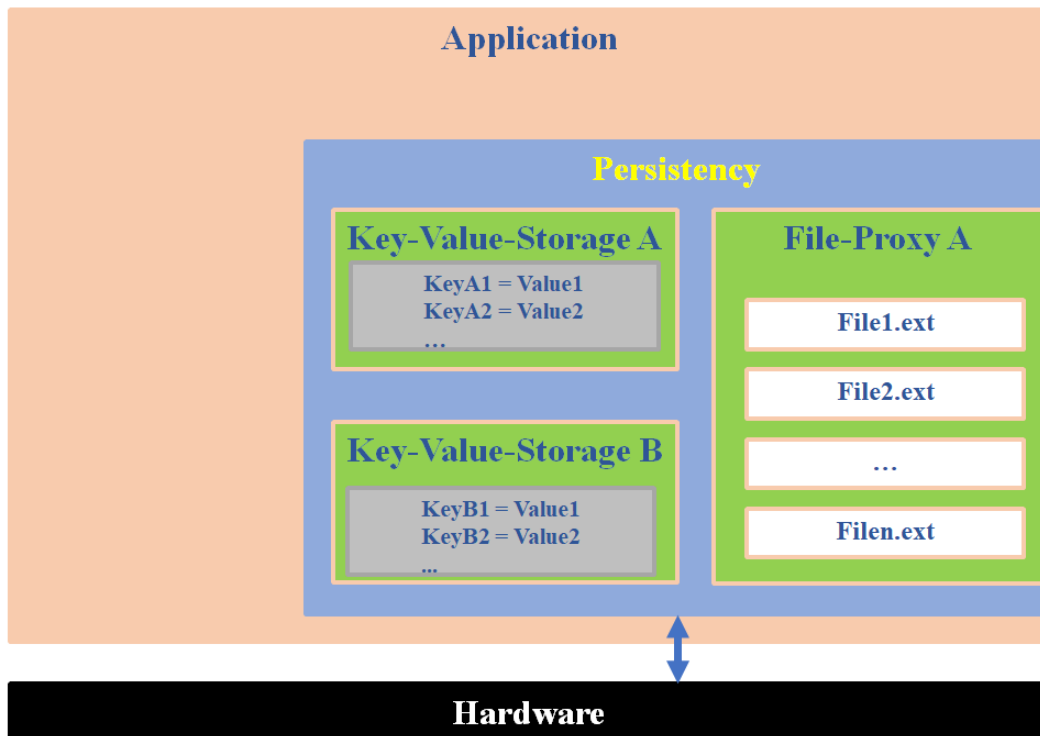 Application
Persistency
Key-Value-Storage A
KeyA1 = Value1
KeyA2 = Value2
…
Key-Value-Storage B
KeyB1 = Value1
KeyB2 = Value2
...
File-Proxy A
File1.ext
File2.ext
…
Filen.ext
Hardware